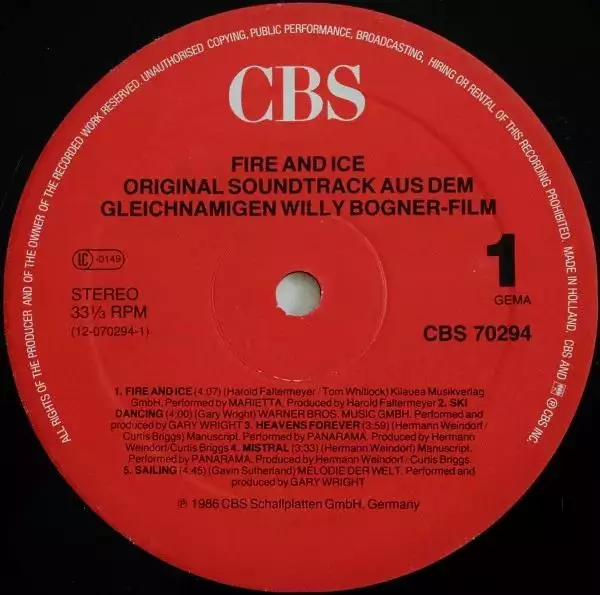 ALL RIGHTS OF THE PRODUCER AND OF THE OWNER OF THE RECORDED WORK RESERVED. UNAUTHORISED COPYING, PUBLIC PERFORMANCE, BROADCASTING, HIRING OR RENTAL OF THIS RECORDING PROHIBITED. MADE IN HOLLAND. CBS AND ® CBS INC.
CBS
FIRE AND ICE
ORIGINAL SOUNDTRACK AUS DEM
GLEICHNAMIGEN WILLY BOGNER-FILM
LC -0149
1
STEREO
GEMA
33⅓ RPM
(12-070294-1)
CBS 70294
1. FIRE AND ICE (4:07) (Harold Faltermeyer/Tom Whitlock) Kilauea Musikverlag
GmbH. Performed by MARIETTA. Produced by Harold Faltermeyer 2. SKI
DANCING (4:00) (Gary Wright) WARNER BROS. MUSIC GMBH. Performed and
produced by GARY WRIGHT 3. HEAVENS FOREVER (3:59) (Hermann Weindorf/
Curtis Briggs) Manuscript. Performed by PANARAMA. Produced by Hermann
Weindorf/Curtis Briggs 4. MISTRAL (3:33) (Hermann Weindorf) Manuscript.
Performed by PANARAMA. Produced by Hermann Weindorf/Curtis Briggs.
5. SAILING (4:45) (Gavin Sutherland) MELODIE DER WELT. Performed and
produced by GARY WRIGHT
℗ 1986 CBS Schallplatten GmbH, Germany